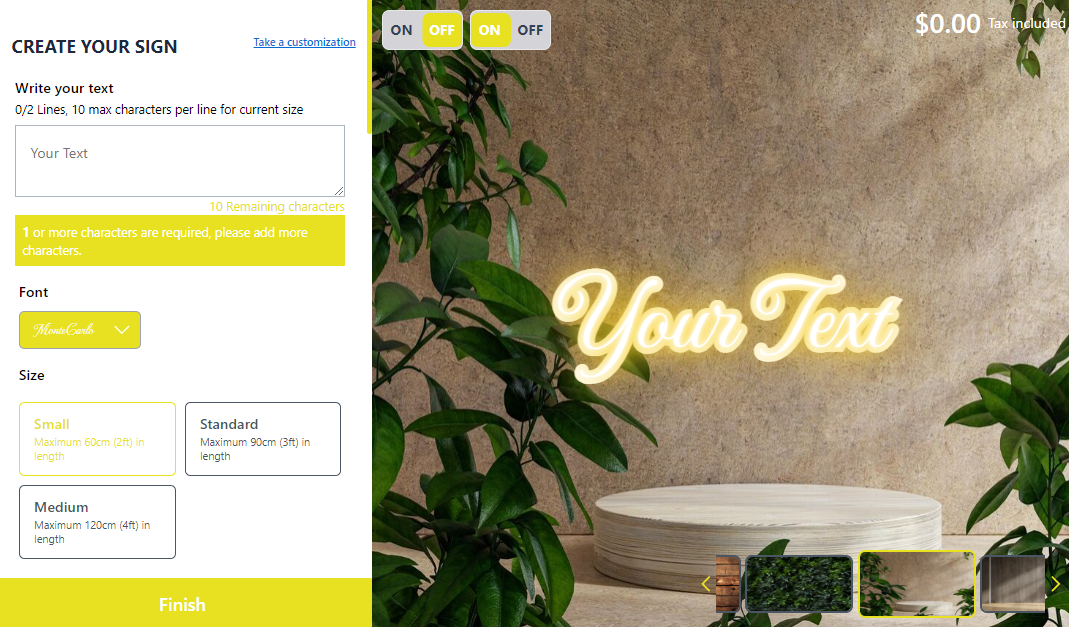 CREATE YOUR SIGN
Take a customization
Write your text
0/2 Lines, 10 max characters per line for current size
Your Text
10 Remaining characters
1 or more characters are required, please add more
characters.
Font
MonteCarlo
Size
Small
Maximum 60cm (2ft) in
length
Standard
Maximum 90cm (3ft) in
length
Medium
Maximum 120cm (4ft) in
length
Finish
ON OFF
ON OFF
$0.00 Tax included
Your Text